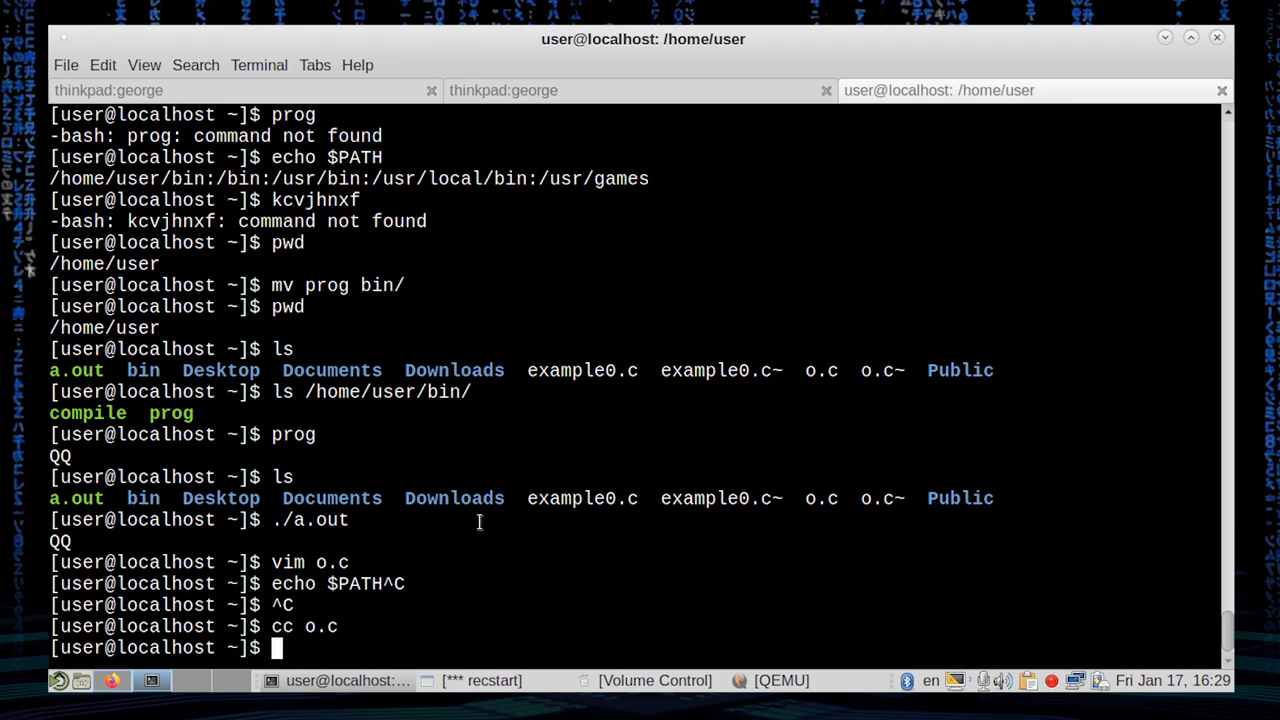 user@localhost: /home/user
File Edit View Search Terminal Tabs Help
thinkpad:george thinkpad:george user@localhost: /home/user
[user@localhost ~]$ prog
-bash: prog: command not found
[user@localhost ~]$ echo $PATH
/home/user/bin:/bin:/usr/bin:/usr/local/bin:/usr/games
[user@localhost ~]$ kcvjhnxf
-bash: kcvjhnxf: command not found
[user@localhost ~]$ pwd
/home/user
[user@localhost ~]$ mv prog bin/
[user@localhost ~]$ pwd
/home/user
[user@localhost ~]$ ls
a.out bin Desktop Documents Downloads example0.c example0.c~ o.c o.c~ Public
[user@localhost ~]$ ls /home/user/bin/
compile prog
[user@localhost ~]$ prog
QQ
[user@localhost ~]$ ls
a.out bin Desktop Documents Downloads example0.c example0.c~ o.c o.c~ Public
[user@localhost ~]$ ./a.out
QQ
[user@localhost ~]$ vim o.c
[user@localhost ~]$ echo $PATH^C
[user@localhost ~]$ ^C
[user@localhost ~]$ cc o.c
[user@localhost ~]$
user@localhost:... [*** recstart] [Volume Control] [QEMU] en Fri Jan 17, 16:29